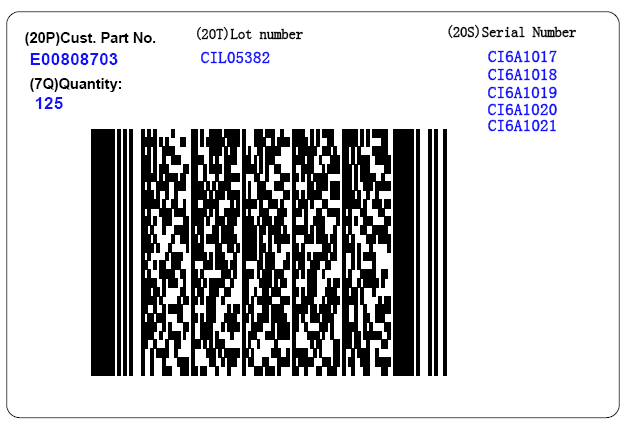 (20P)Cust. Part No.
E00808703
(7Q)Quantity:
125
(20T)Lot number
CIL05382
(20S)Serial Number
CI6A1017
CI6A1018
CI6A1019
CI6A1020
CI6A1021